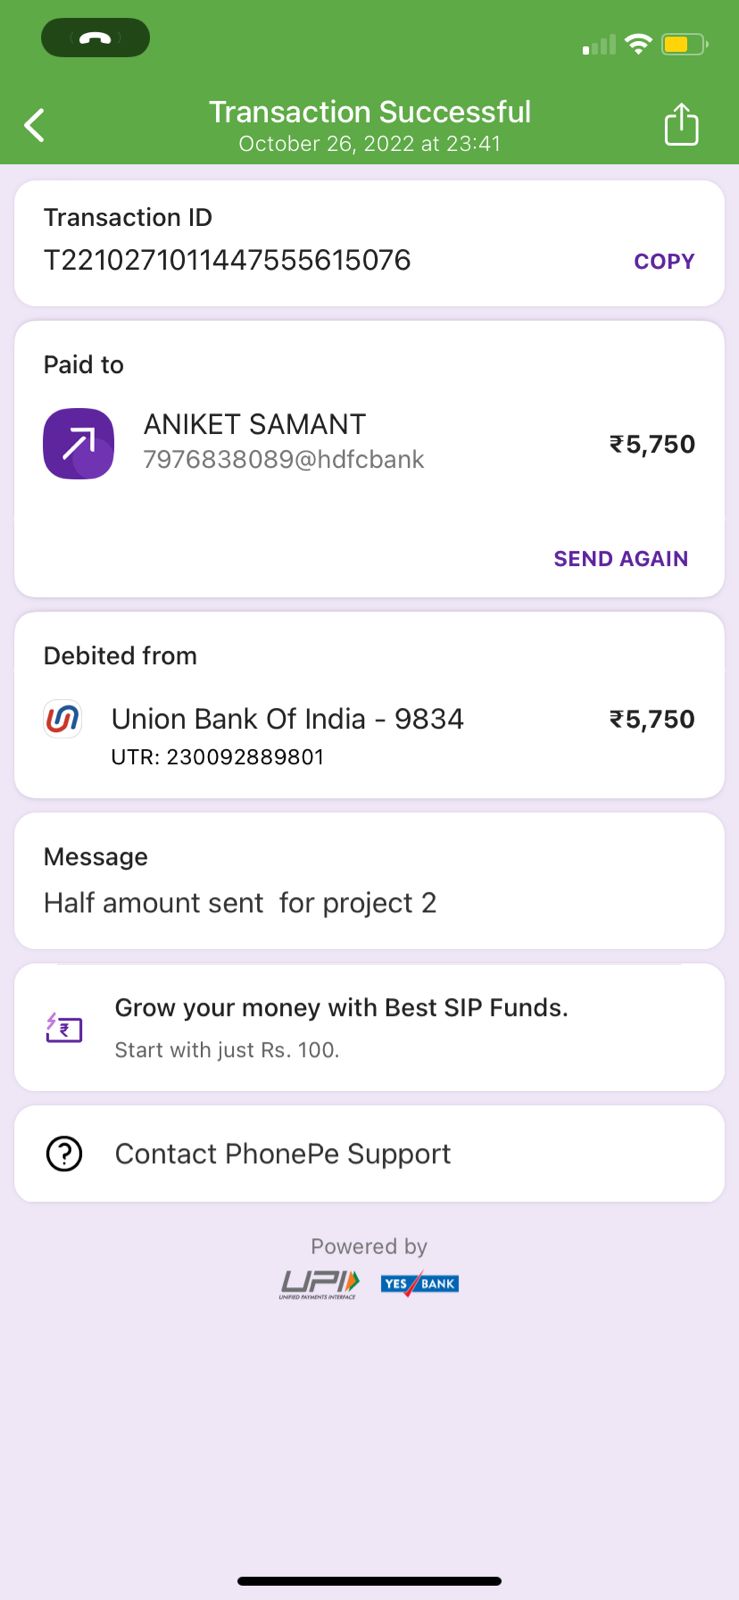 Transaction Successful
October 26, 2022 at 23:41
Transaction ID
T2210271011447555615076
COPY
Paid to
ANIKET SAMANT
7976838089@hdfcbank
₹5,750
SEND AGAIN
Debited from
Union Bank Of India - 9834
₹5,750
UTR: 230092889801
Message
Half amount sent  for project 2
Grow your money with Best SIP Funds.
Start with just Rs. 100.
Contact PhonePe Support
Powered by
UPI
UNIFIED PAYMENTS INTERFACE
YES BANK